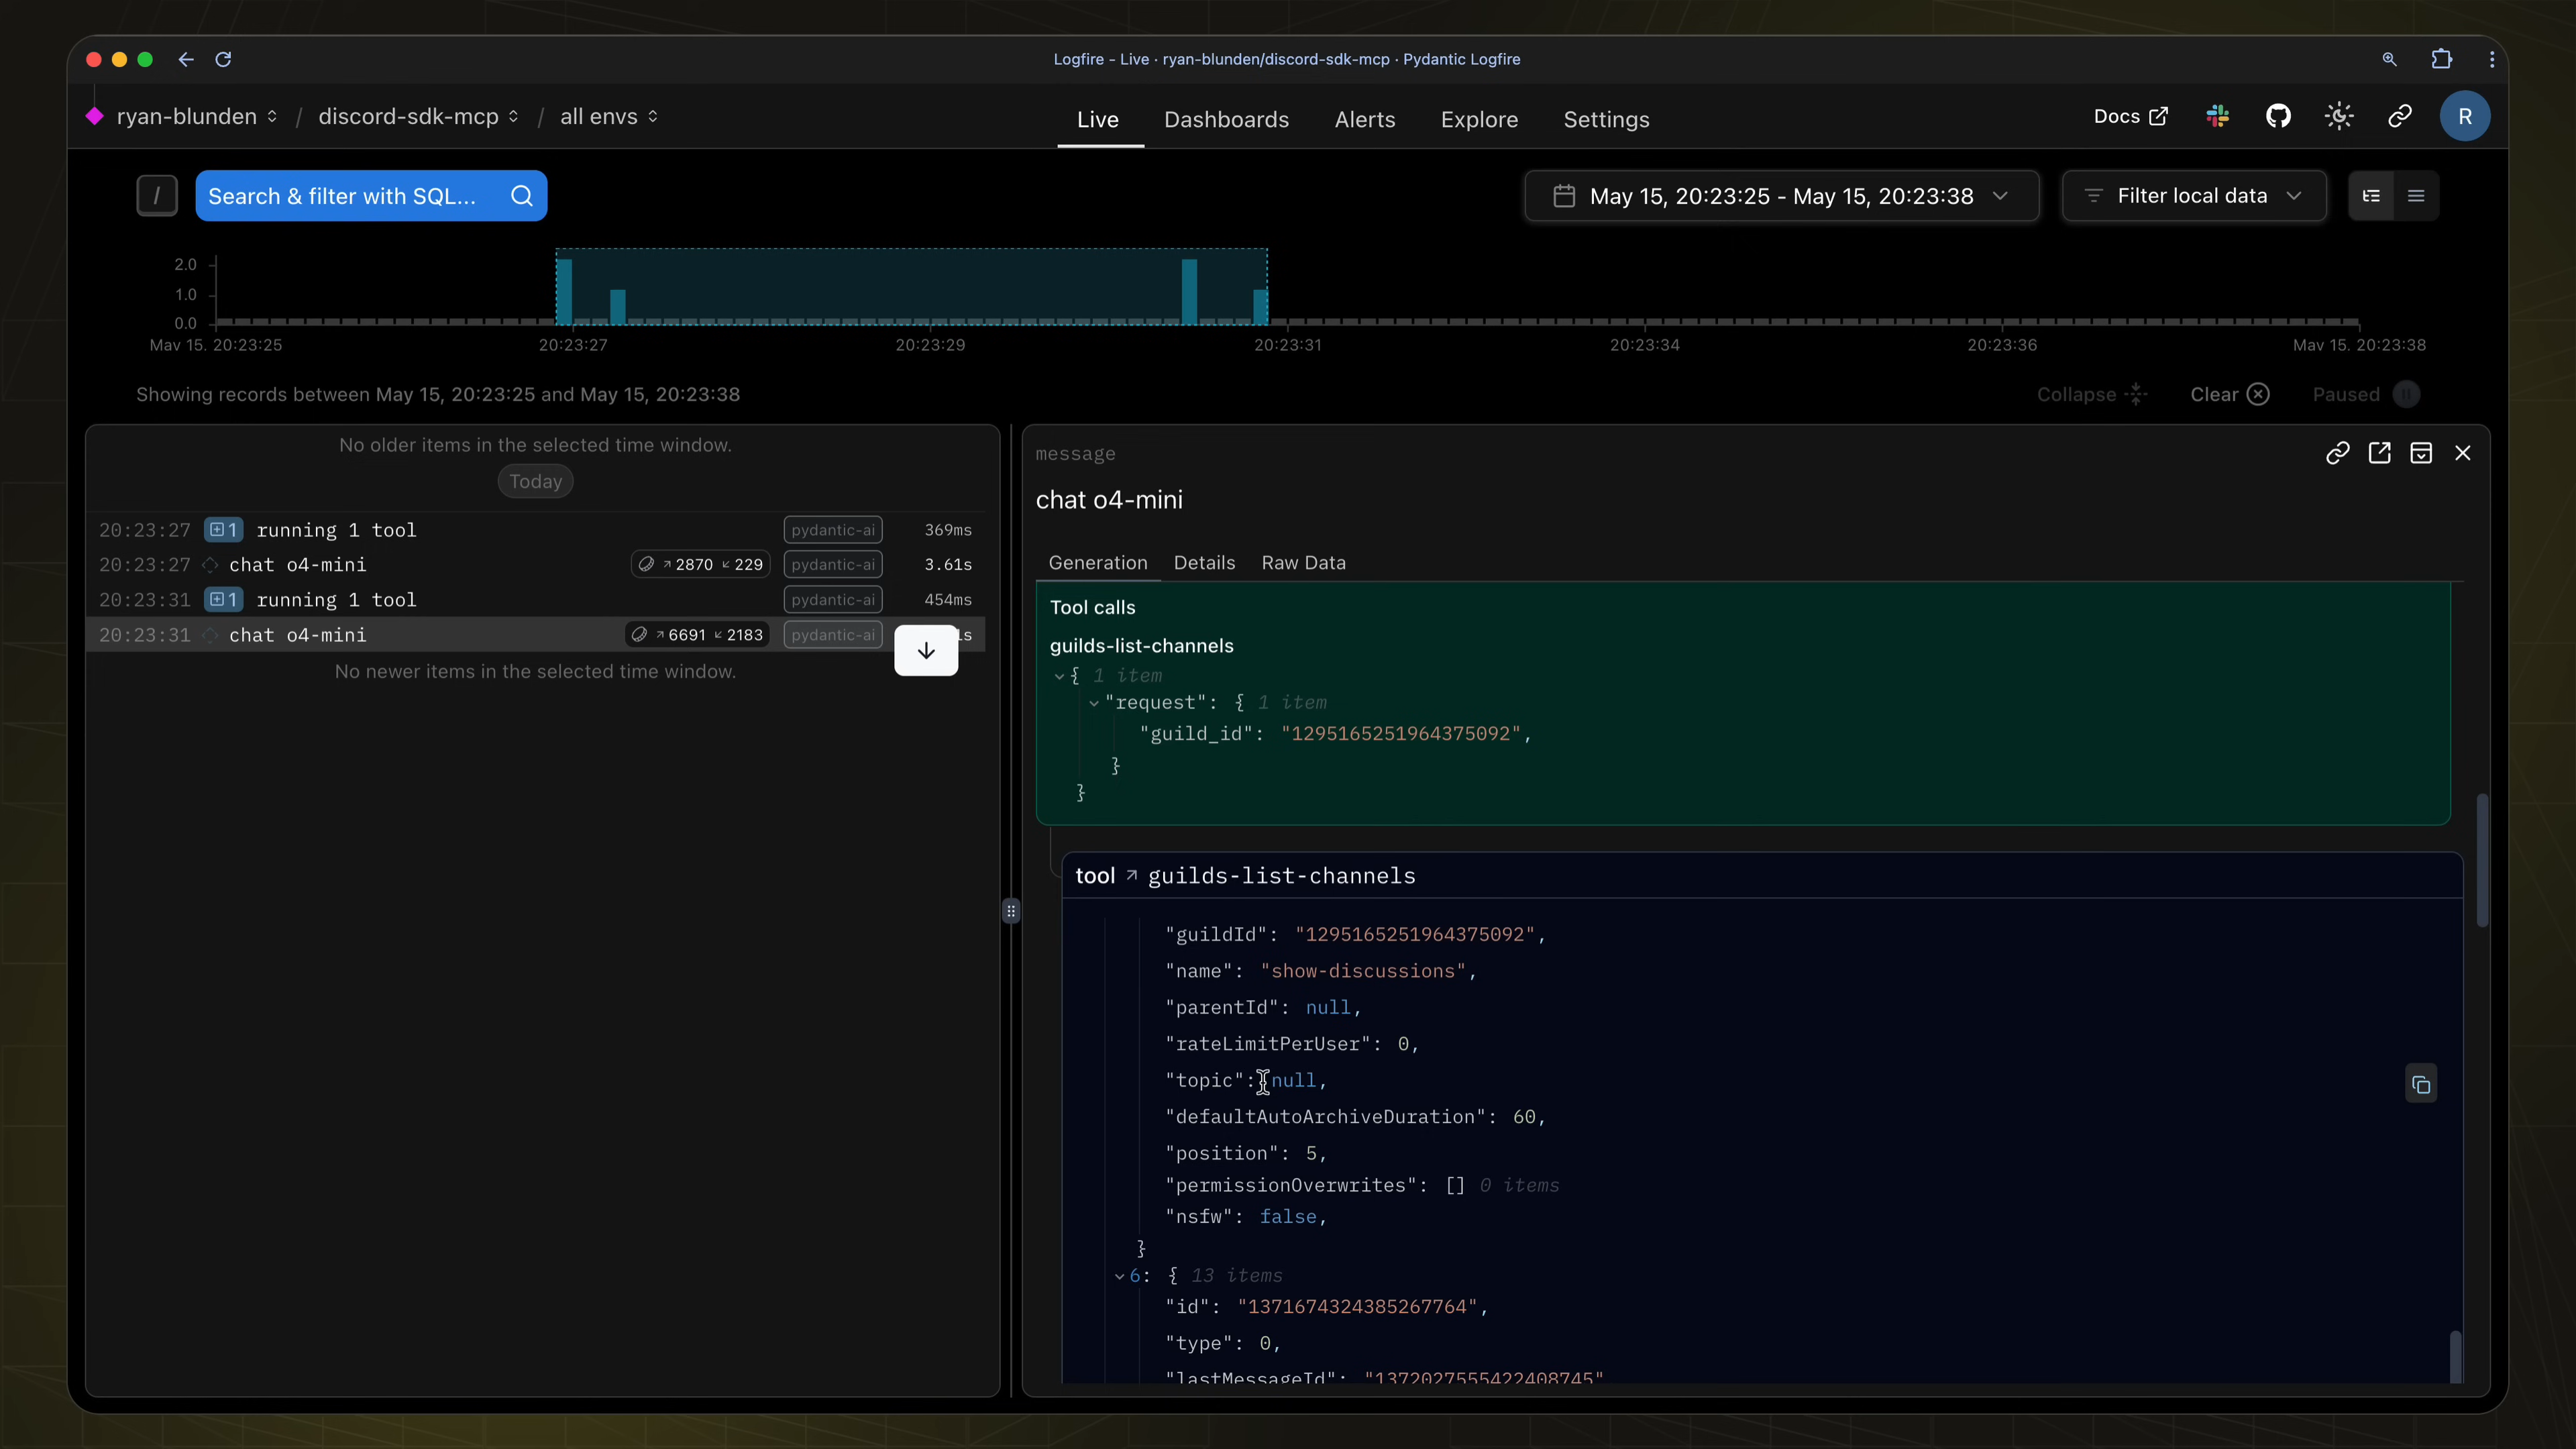 Logfire - Live · ryan-blunden/discord-sdk-mcp · Pydantic Logfire
ryan-blunden / discord-sdk-mcp / all envs
Live Dashboards Alerts Explore Settings
Docs
R
/ Search & filter with SQL...
May 15, 20:23:25 - May 15, 20:23:38
Filter local data
2.0
1.0
0.0
May 15, 20:23:25 20:23:27 20:23:29 20:23:31 20:23:34 20:23:36 May 15, 20:23:38
Showing records between May 15, 20:23:25 and May 15, 20:23:38
Collapse Clear Paused
No older items in the selected time window.
Today
20:23:27 1 running 1 tool pydantic-ai 369ms
20:23:27 chat o4-mini ↗ 2870 ↙ 229 pydantic-ai 3.61s
20:23:31 1 running 1 tool pydantic-ai 454ms
20:23:31 chat o4-mini ↗ 6691 ↙ 2183 pydantic-ai
No newer items in the selected time window.
message
chat o4-mini
Generation Details Raw Data
Tool calls
guilds-list-channels
{ 1 item
"request": { 1 item
"guild_id": "1295165251964375092",
}
}
tool ↗ guilds-list-channels
"guildId": "1295165251964375092",
"name": "show-discussions",
"parentId": null,
"rateLimitPerUser": 0,
"topic": null,
"defaultAutoArchiveDuration": 60,
"position": 5,
"permissionOverwrites": [] 0 items
"nsfw": false,
}
6: { 13 items
"id": "1371674324385267764",
"type": 0,
"lastMessageId": "1372027555422408745"